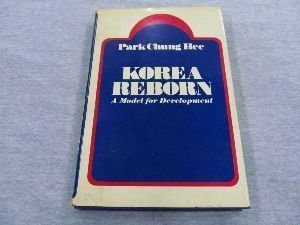 Park Chung Hee
KOREA
REBORN
A Model for Development